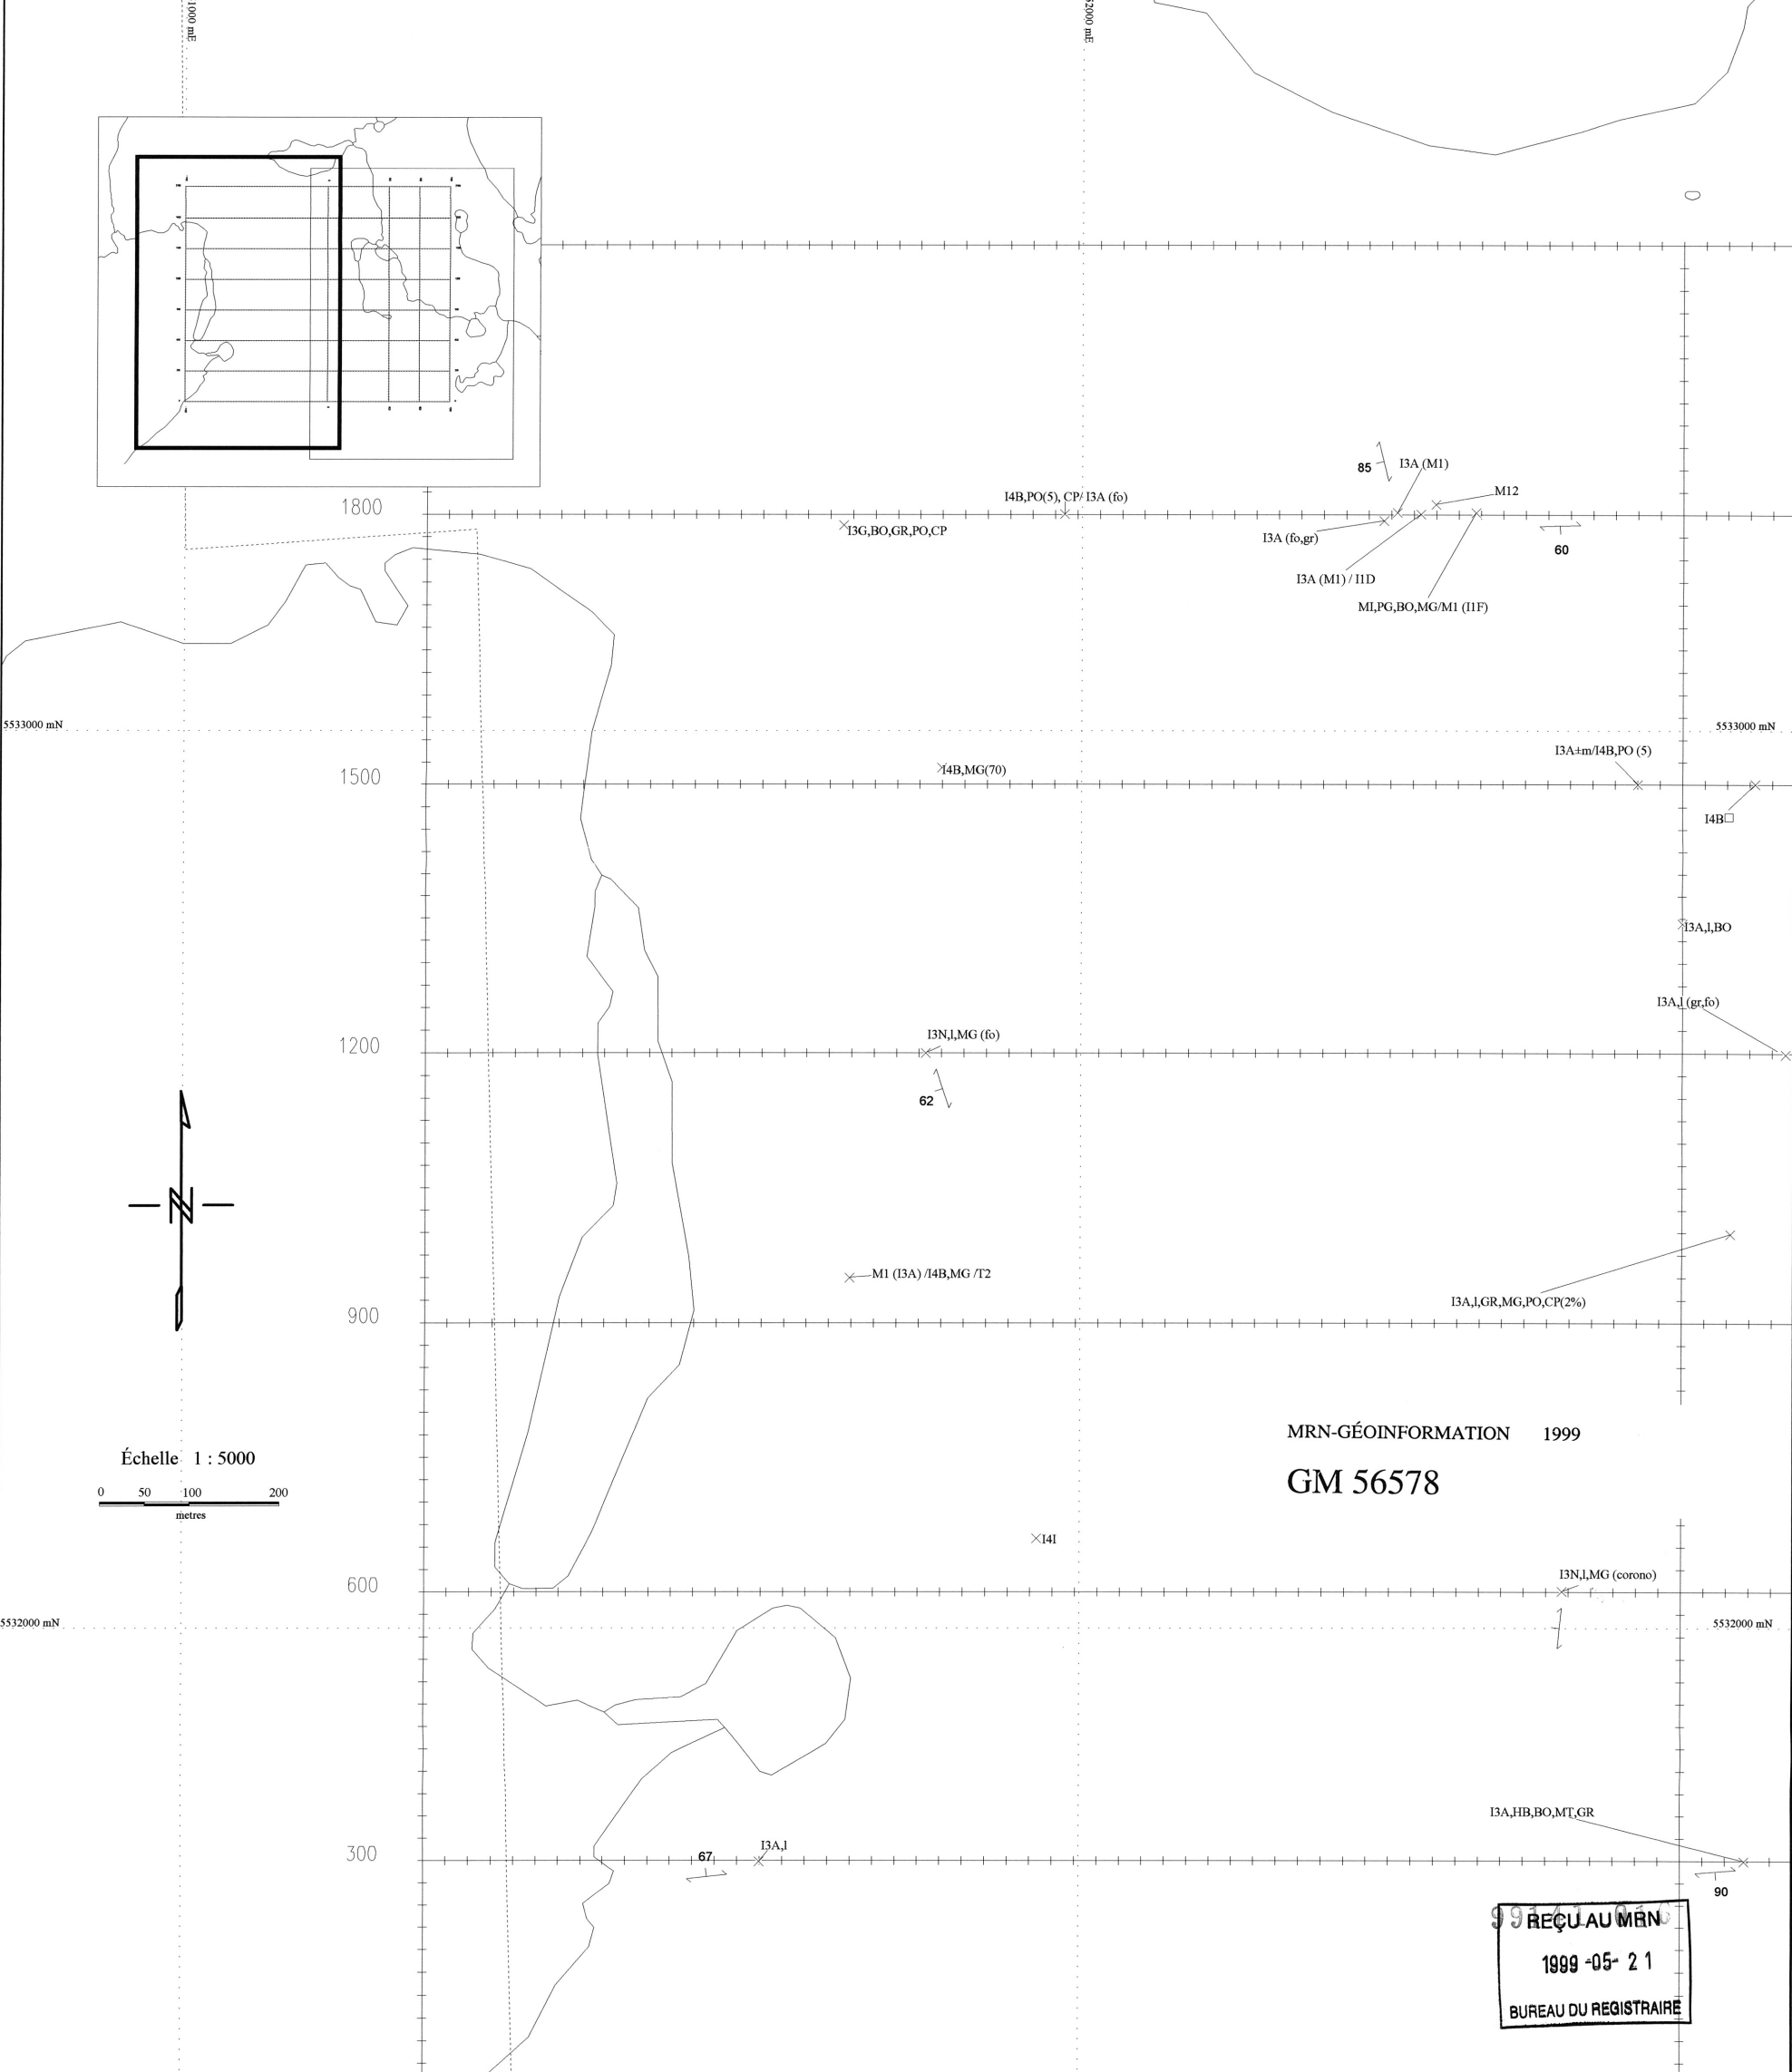 1000 mE
52000 mE
I3A (M1)
85
M12
I4B,PO(5), CP/ I3A (fo)
1800
I3G,BO,GR,PO,CP
I3A (fo,gr)
60
I3A (M1) / I1D
MI,PG,BO,MG/M1 (I1F)
5533000 mN
5533000 mN
I3A±m/I4B,PO (5)
I4B,MG(70)
1500
I4B□
I3A,l,BO
I3A,l (gr,fo)
I3N,l,MG (fo)
1200
62
N
M1 (I3A) /I4B,MG /T2
I3A,l,GR,MG,PO,CP(2%)
900
MRN-GÉOINFORMATION 1999
Échelle 1 : 5000
GM 56578
0 50 100 200
metres
I4I
I3N,l,MG (corono)
600
5532000 mN
5532000 mN
I3A,HB,BO,MT,GR
I3A,l
300
67
90
REÇU AU MRN
1999 -05- 21
BUREAU DU REGISTRAIRE